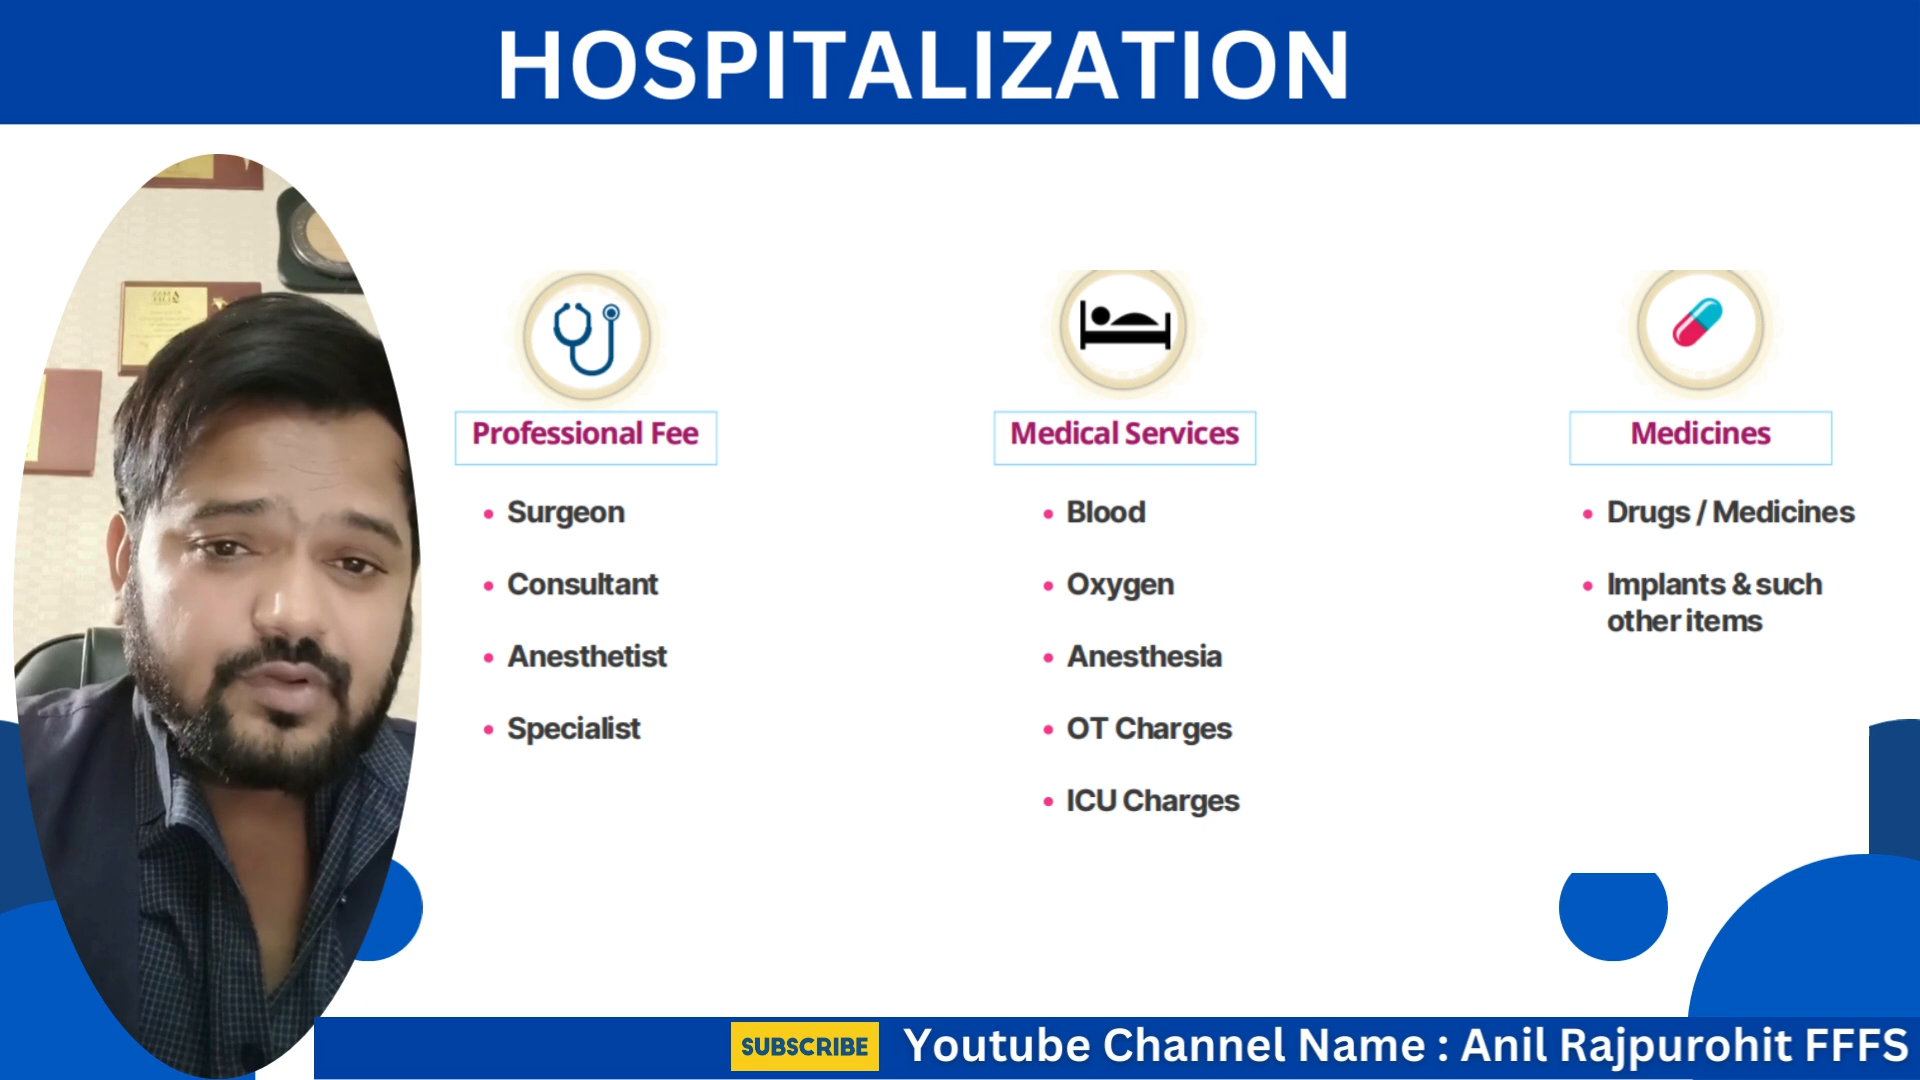 HOSPITALIZATION
Professional Fee
Surgeon
Consultant
Anesthetist
Specialist
Medical Services
Blood
Oxygen
Anesthesia
OT Charges
ICU Charges
Medicines
Drugs / Medicines
Implants & such
other items
SUBSCRIBE
Youtube Channel Name : Anil Rajpurohit FFFS